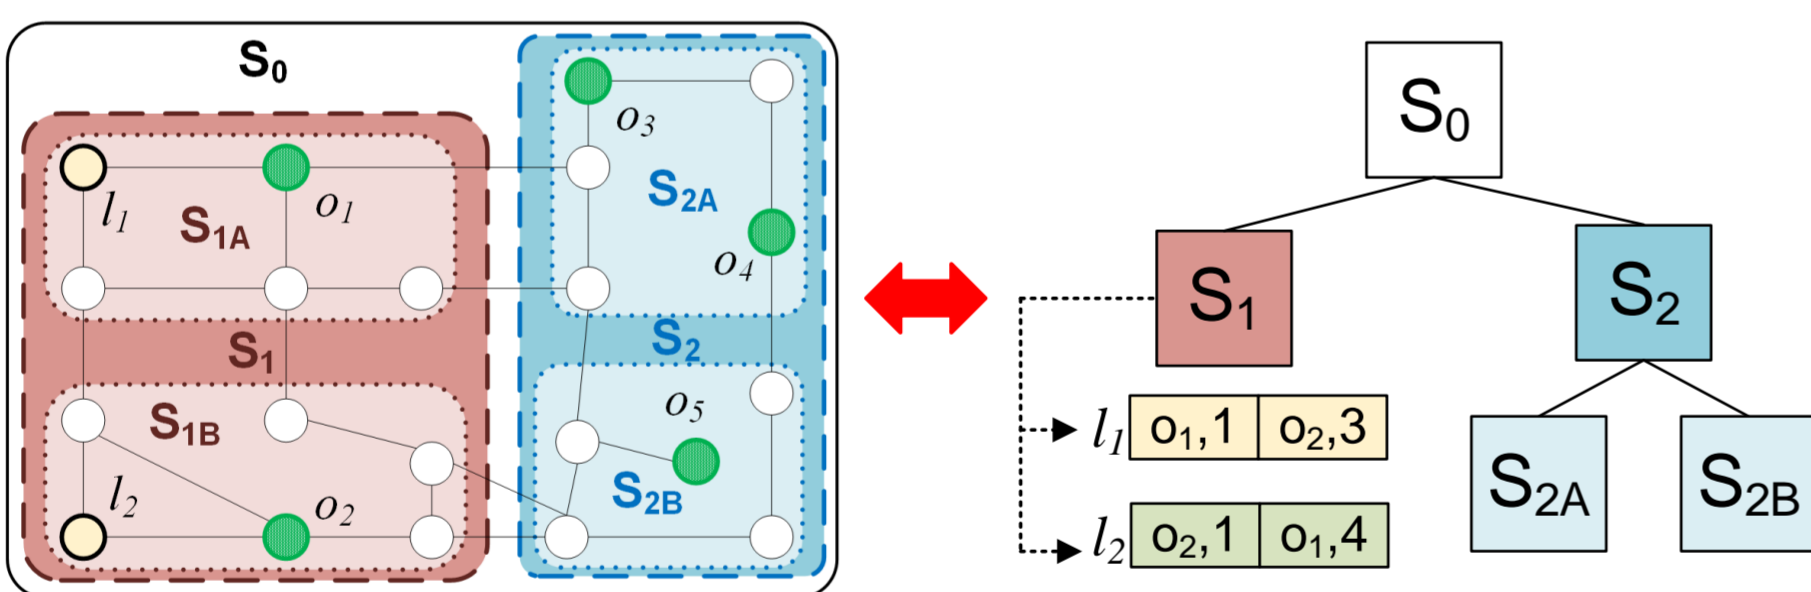 S0
o3
l1
o1
S1A
S2A
o4
S1
S2
S1B
o5
l2
o2
S2B
S0
S1
S2
l1 o1,1 o2,3
S2A
S2B
l2 o2,1 o1,4